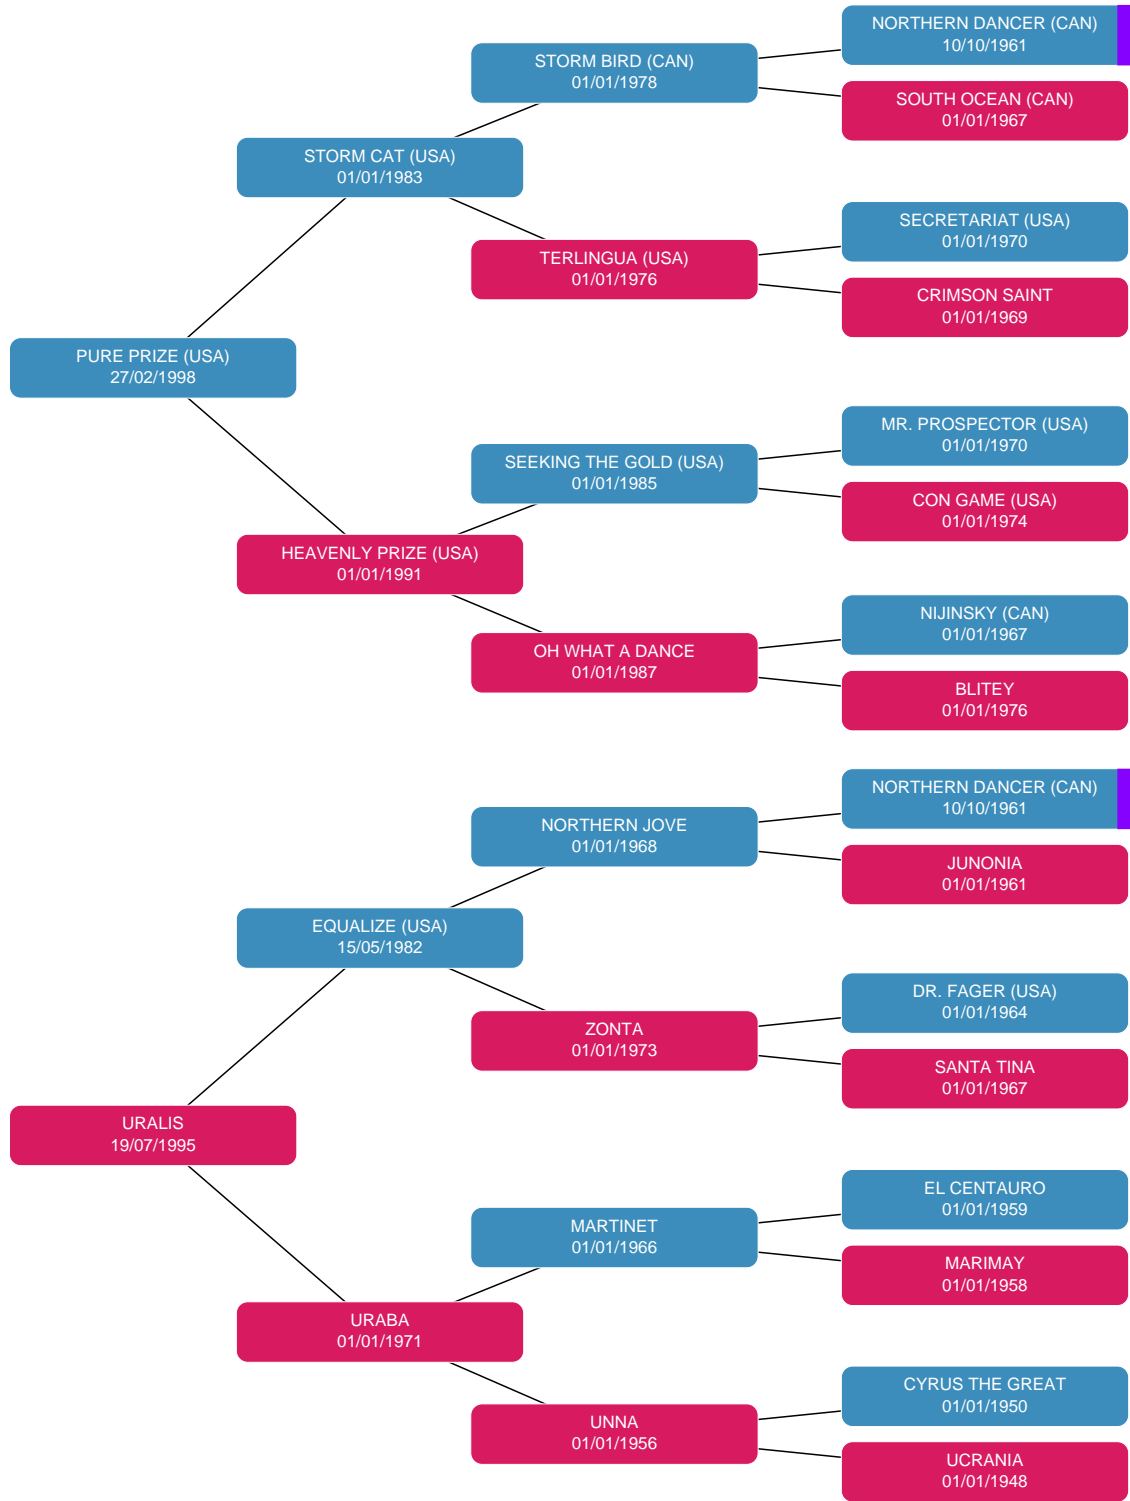 NORTHERN DANCER (CAN)
10/10/1961
STORM BIRD (CAN)
01/01/1978
SOUTH OCEAN (CAN)
01/01/1967
STORM CAT (USA)
01/01/1983
SECRETARIAT (USA)
01/01/1970
TERLINGUA (USA)
01/01/1976
CRIMSON SAINT
01/01/1969
PURE PRIZE (USA)
27/02/1998
MR. PROSPECTOR (USA)
01/01/1970
SEEKING THE GOLD (USA)
01/01/1985
CON GAME (USA)
01/01/1974
HEAVENLY PRIZE (USA)
01/01/1991
NIJINSKY (CAN)
01/01/1967
OH WHAT A DANCE
01/01/1987
BLITEY
01/01/1976
NORTHERN DANCER (CAN)
10/10/1961
NORTHERN JOVE
01/01/1968
JUNONIA
01/01/1961
EQUALIZE (USA)
15/05/1982
DR. FAGER (USA)
01/01/1964
ZONTA
01/01/1973
SANTA TINA
01/01/1967
URALIS
19/07/1995
EL CENTAURO
01/01/1959
MARTINET
01/01/1966
MARIMAY
01/01/1958
URABA
01/01/1971
CYRUS THE GREAT
01/01/1950
UNNA
01/01/1956
UCRANIA
01/01/1948